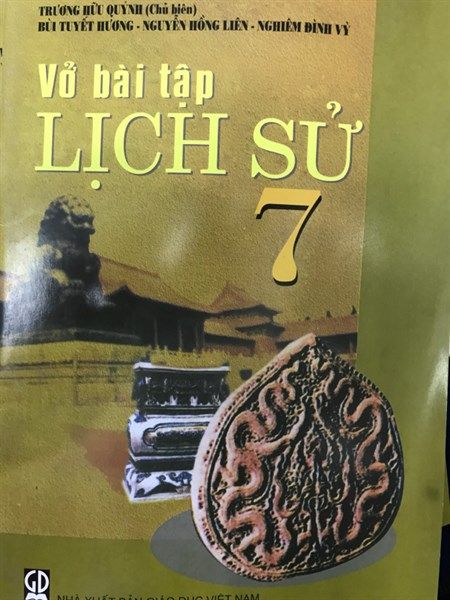 TRƯƠNG HỮU QUÝNH (Chủ biên)
BÙI TUYẾT HƯƠNG - NGUYỄN HỒNG LIÊN - NGHIÊM ĐÌNH VỲ
Vở bài tập
LỊCH SỬ
7
GD
NHÀ XUẤT BẢN GIÁO DỤC VIỆT NAM